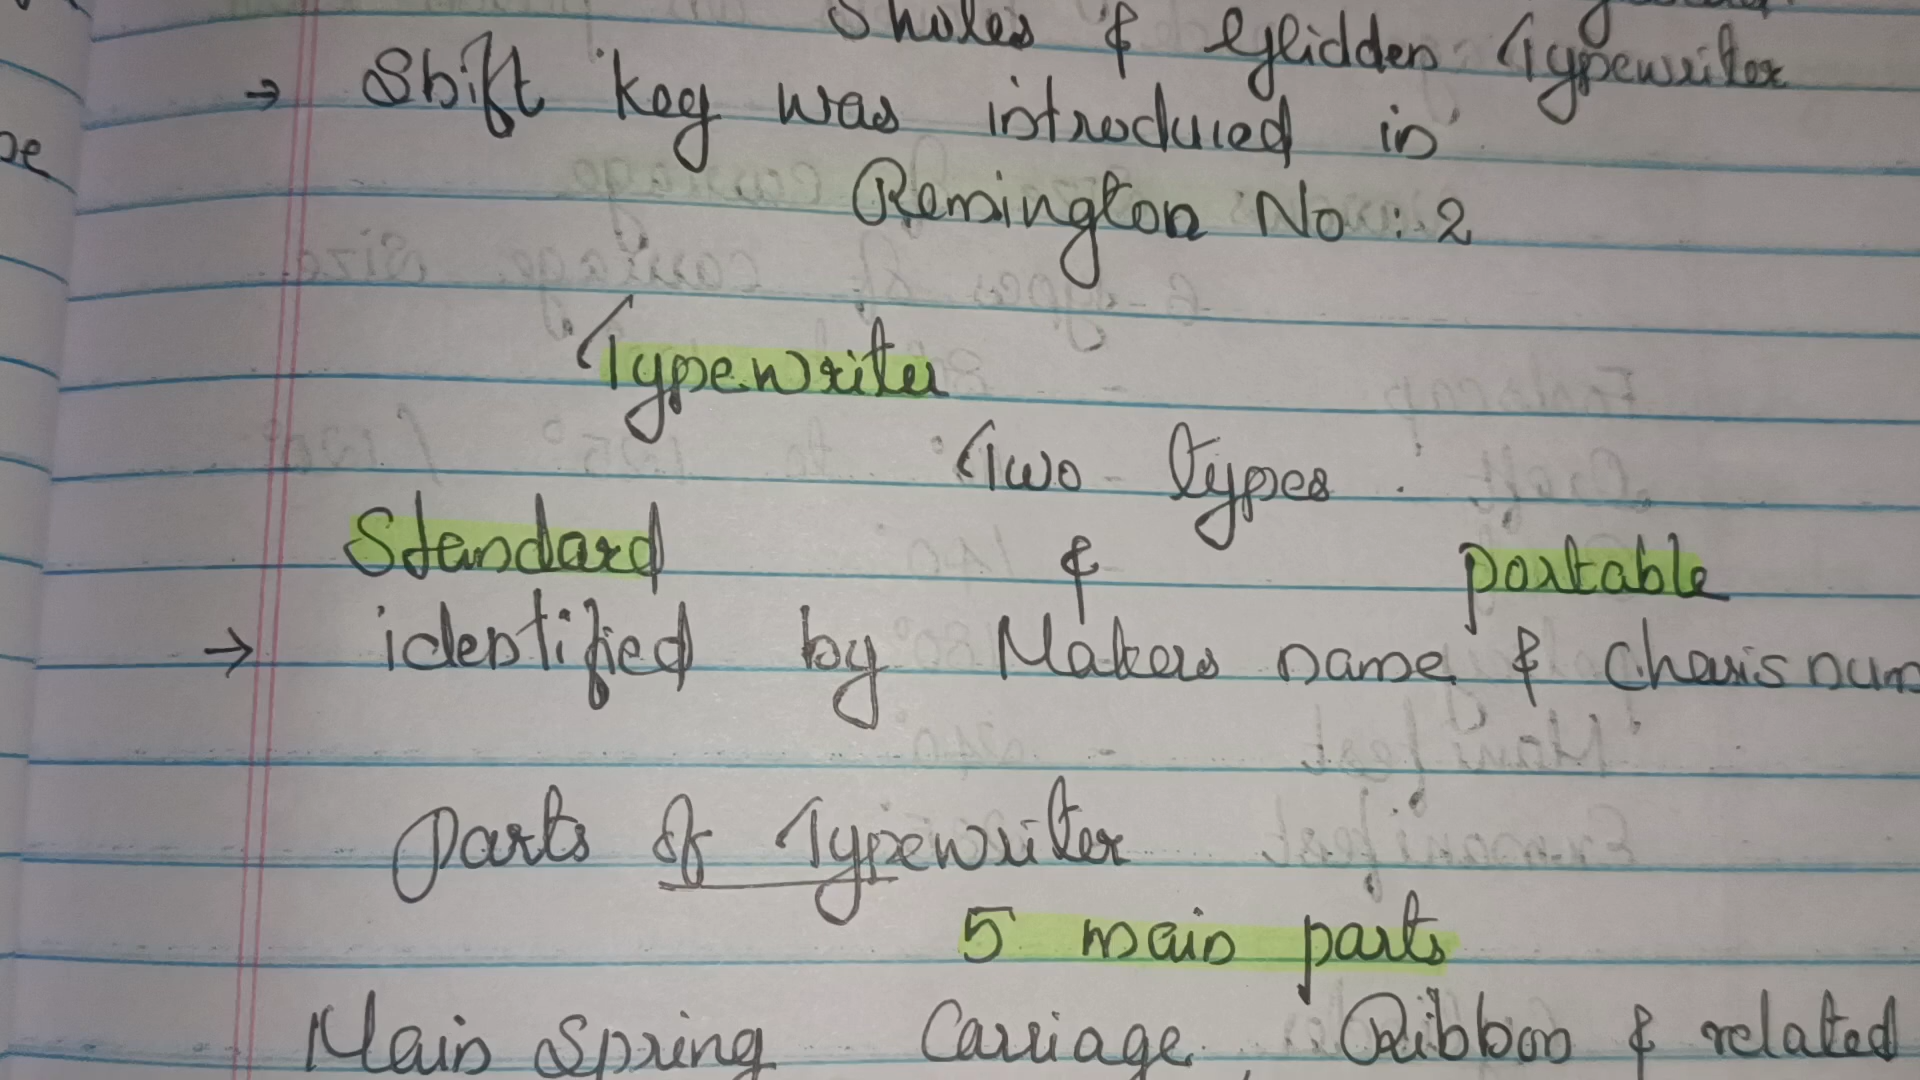 Sholes & Glidden Typewriter
→ Shift key was introduced in
Remington No: 2
Typewriter
Two types
Standard & portable
→ identified by Makers name & Chasis num
Parts of Typewriter
5 main parts
Main Spring Carriage, Ribbon & related